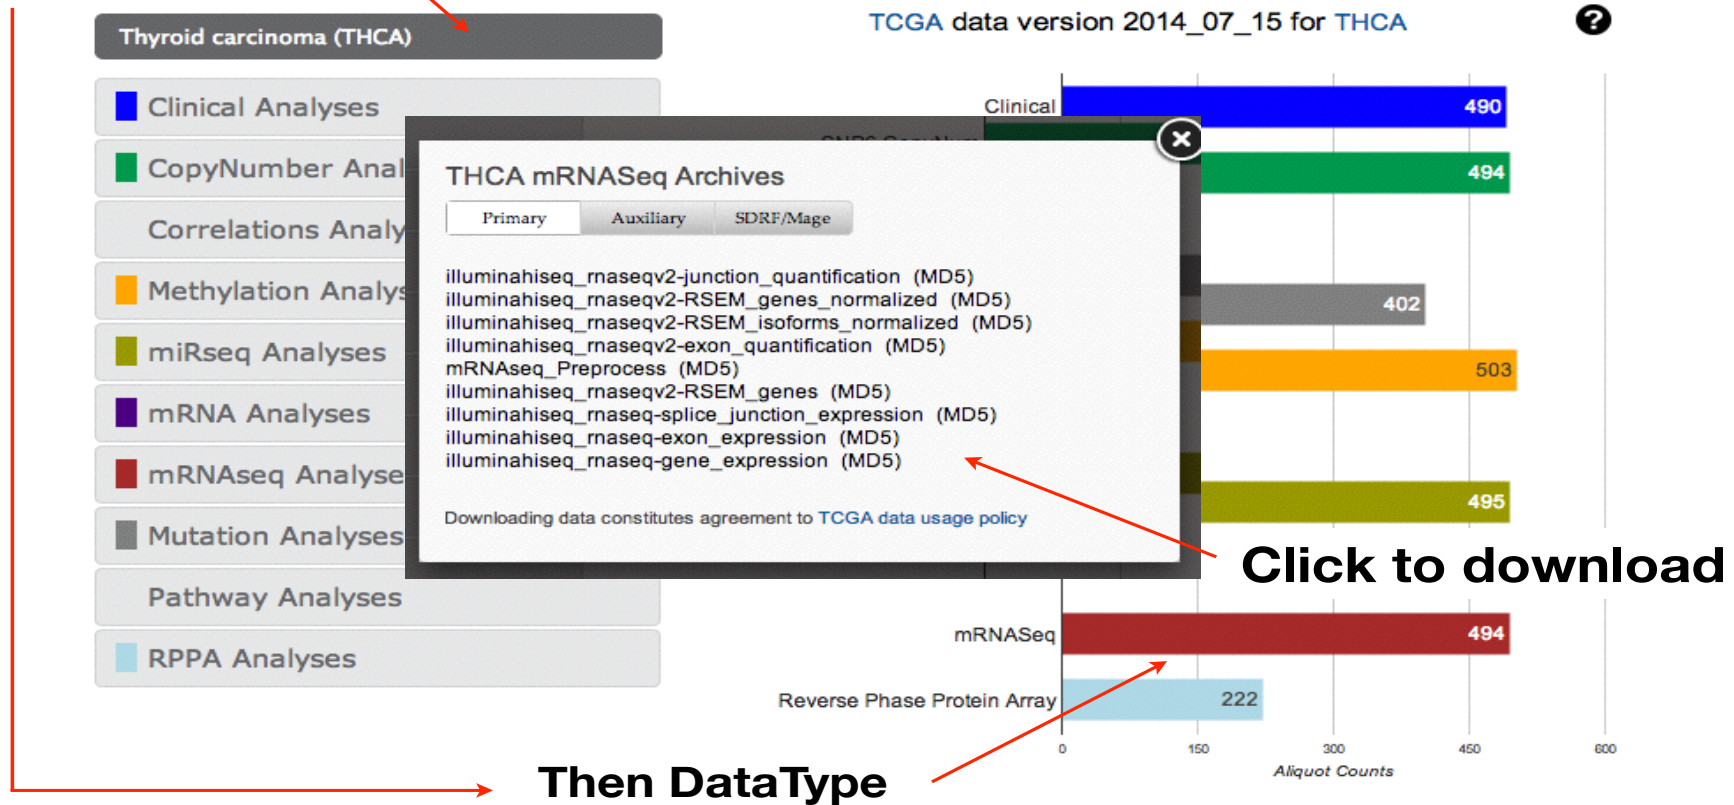 Thyroid carcinoma (THCA)
TCGA data version 2014_07_15 for THCA
?
Clinical Analyses
CopyNumber Anal
Correlations Analy
Methylation Analys
miRseq Analyses
mRNA Analyses
mRNAseq Analyse
Mutation Analyses
Pathway Analyses
RPPA Analyses
THCA mRNASeq Archives
Primary
Auxiliary
SDRF/Mage
illuminahiseq_rnaseqv2-junction_quantification (MD5)
illuminahiseq_rnaseqv2-RSEM_genes_normalized (MD5)
illuminahiseq_rnaseqv2-RSEM_isoforms_normalized (MD5)
illuminahiseq_rnaseqv2-exon_quantification (MD5)
mRNAseq_Preprocess (MD5)
illuminahiseq_rnaseqv2-RSEM_genes (MD5)
illuminahiseq_rnaseq-splice_junction_expression (MD5)
illuminahiseq_rnaseq-exon_expression (MD5)
illuminahiseq_rnaseq-gene_expression (MD5)
Downloading data constitutes agreement to TCGA data usage policy
Clinical
490
494
402
503
495
Click to download
mRNASeq
494
Reverse Phase Protein Array
222
0 150 300 450 600
Aliquot Counts
Then DataType